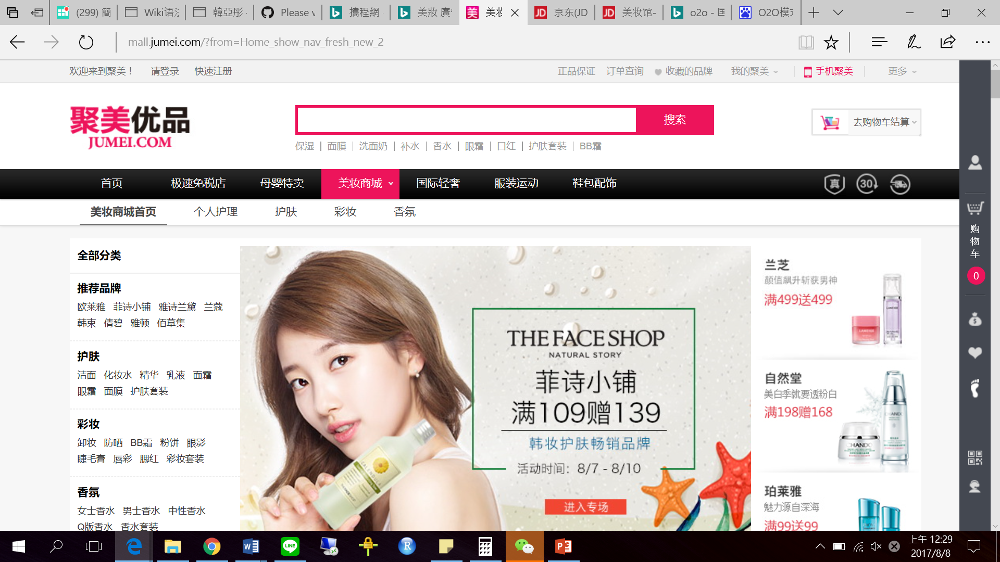 (299) 簡
Wiki语法
韓亞彤
Please v
攜程網
美妝 廣
美妆
京东(JD
美妆馆-
o2o - 国
O2O模式
mall.jumei.com/?from=Home_show_nav_fresh_new_2
欢迎来到聚美！ 请登录 快速注册
正品保证 订单查询 收藏的品牌 我的聚美 手机聚美 更多
聚美优品
JUMEI.COM
搜索
去购物车结算
保湿 | 面膜 | 洗面奶 | 补水 | 香水 | 眼霜 | 口红 | 护肤套装 | BB霜
首页 极速免税店 母婴特卖 美妆商城 国际轻奢 服装运动 鞋包配饰
真 30
美妆商城首页 个人护理 护肤 彩妆 香氛
全部分类
推荐品牌
欧莱雅 菲诗小铺 雅诗兰黛 兰蔻
韩束 倩碧 雅顿 佰草集
护肤
洁面 化妆水 精华 乳液 面霜
眼霜 面膜 护肤套装
彩妆
卸妆 防晒 BB霜 粉饼 眼影
睫毛膏 唇彩 腮红 彩妆套装
香氛
女士香水 男士香水 中性香水
Q版香水 香水套装
CALENDULA
THE FACE SHOP
NATURAL STORY
菲诗小铺
满109赠139
韩妆护肤畅销品牌
活动时间：8/7 - 8/10
进入专场
兰芝
颜值飙升斩获男神
满499送499
LANEIGE
自然堂
美白季就要透粉白
满198赠168
CHANDO
CHANDO
珀莱雅
魅力源自深海
满99送99
购
物
车
0
LINE
上午 12:29
2017/8/8